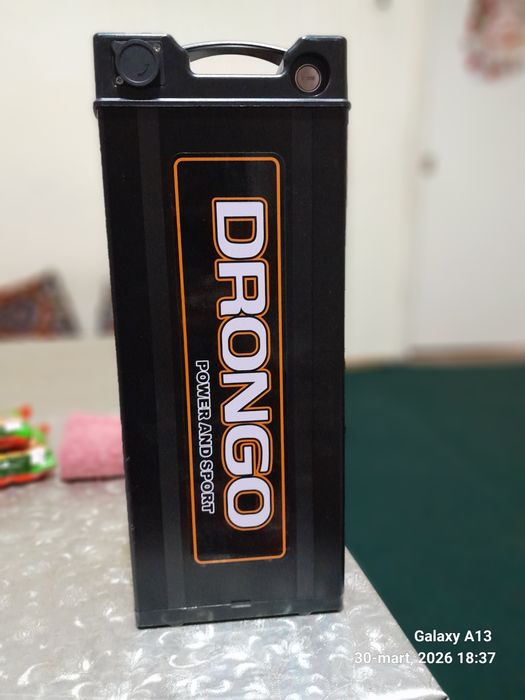 DRONGO
POWER AND SPORT
Galaxy A13
30-mart, 2026 18:37